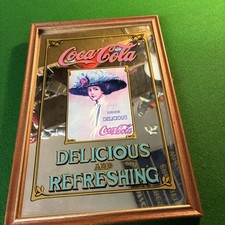 Coca-Cola
DRINK
DELICIOUS
Coca-Cola
DELICIOUS
AND
REFRESHING